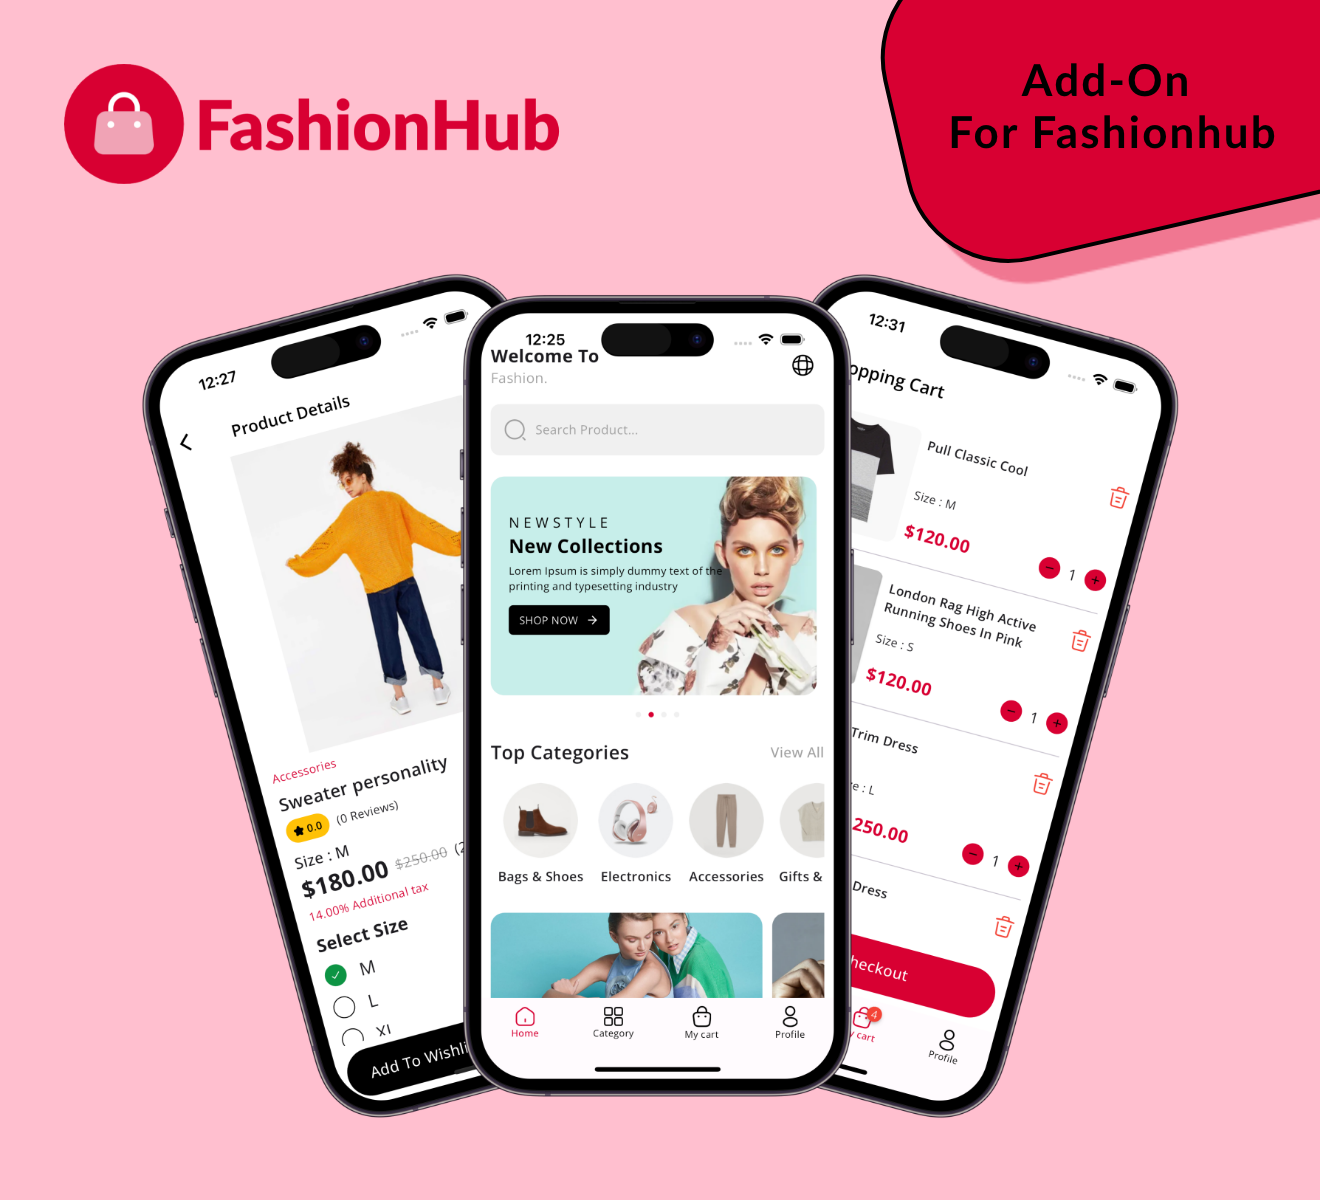 FashionHub
Add-On
For Fashionhub
12:27
Product Details
Accessories
Sweater personality
0.0
(0 Reviews)
Size : M
$180.00 $250.00
14.00% Additional tax
Select Size
M
L
XL
Add To
12:25
Welcome To
Fashion.
Search Product...
NEWSTYLE
New Collections
Lorem Ipsum is simply dummy text of the
printing and typesetting industry
SHOP NOW
Top Categories
View All
Bags & Shoes
Electronics
Accessories
Gifts &
Home
Category
My cart
Profile
12:31
opping Cart
Pull Classic Cool
Size : M
$120.00
1
London Rag High Active
Running Shoes In Pink
Size : S
$120.00
1
Trim Dress
: L
250.00
1
Dress
heckout
4
cart
Profile